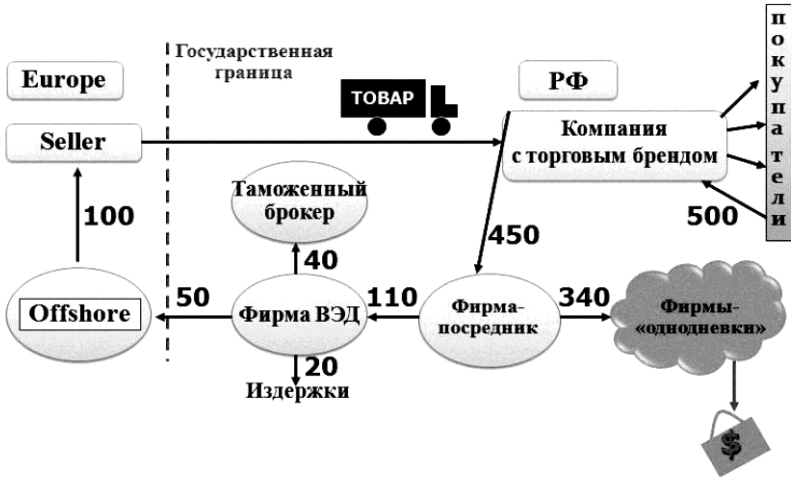 Государственная
граница
Europe
РФ
ТОВАР
Seller
Компания
с торговым брендом
покупатели
Таможенный
брокер
100
500
450
40
50
110
340
Offshore
Фирма ВЭД
Фирма-
посредник
Фирмы-
«однодневки»
20
Издержки
$